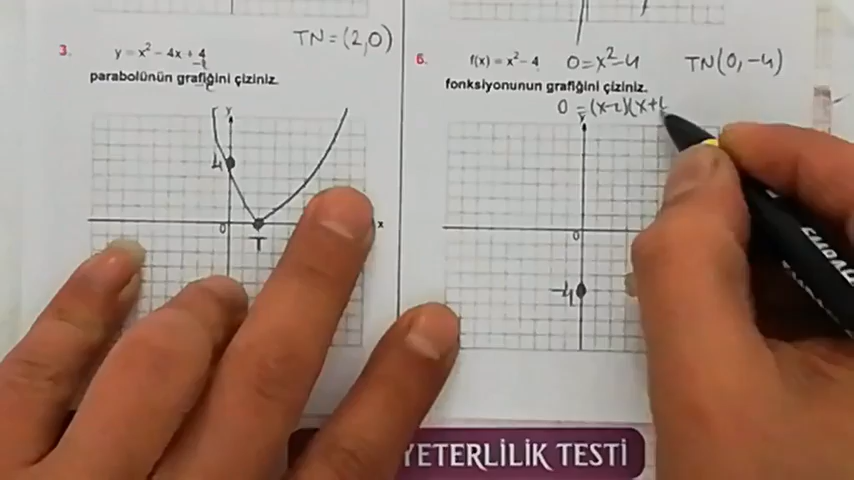 3.
y = x² - 4x + 4
-2
-2
TN = (2,0)
parabolünün grafiğini çiziniz.
y
4
0
T
x
6.
f(x) = x² - 4
0 = x² - 4
TN(0, -4)
fonksiyonunun grafiğini çiziniz.
0 = (x-2)(x+
y
0
-4
YETERLİLİK TESTİ